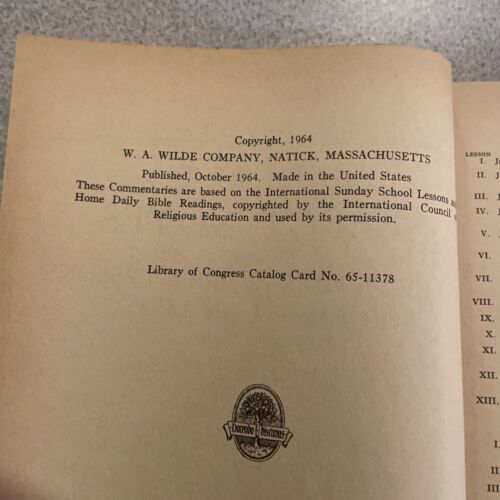 Copyright, 1964
W. A. WILDE COMPANY, NATICK, MASSACHUSETTS
Published, October 1964. Made in the United States
These Commentaries are based on the International Sunday School Lessons
Home Daily Bible Readings, copyrighted by the International Council
Religious Education and used by its permission.
Library of Congress Catalog Card No. 65-11378
Docendo Discimus
LESSON
I. J
II. J
III. J
IV. J
V. J
VI.
VII.
VIII.
IX.
X.
XI.
XII.
XIII.
I.
II
III